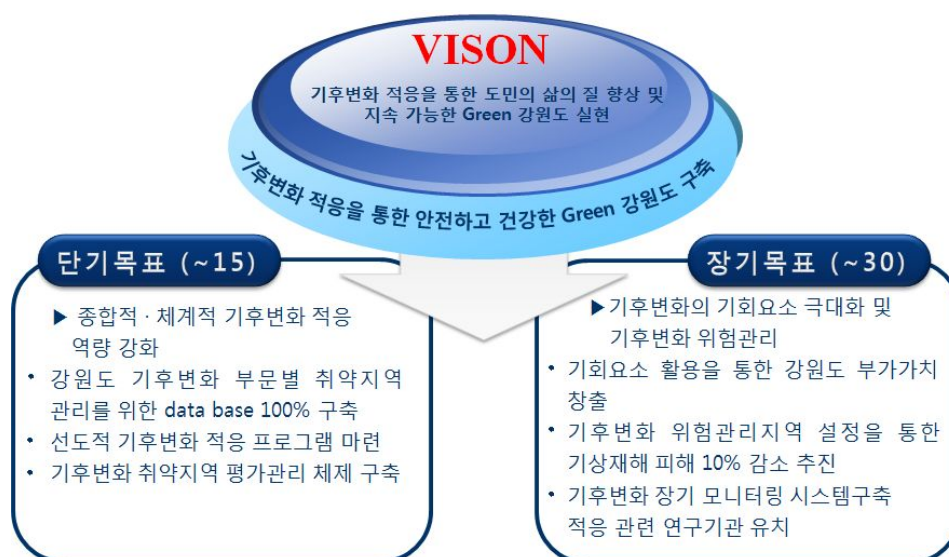 VISON
기후변화 적응을 통한 도민의 삶의 질 향상 및
지속 가능한 Green 강원도 실현
기후변화 적응을 통한 안전하고 건강한 Green 강원도 구축
단기목표 (~15)
▶ 종합적·체계적 기후변화 적응
역량 강화
• 강원도 기후변화 부문별 취약지역
관리를 위한 data base 100% 구축
• 선도적 기후변화 적응 프로그램 마련
• 기후변화 취약지역 평가관리 체제 구축
장기목표 (~30)
▶기후변화의 기회요소 극대화 및
기후변화 위험관리
• 기회요소 활용을 통한 강원도 부가가치
창출
• 기후변화 위험관리지역 설정을 통한
기상재해 피해 10% 감소 추진
• 기후변화 장기 모니터링 시스템구축
적응 관련 연구기관 유치